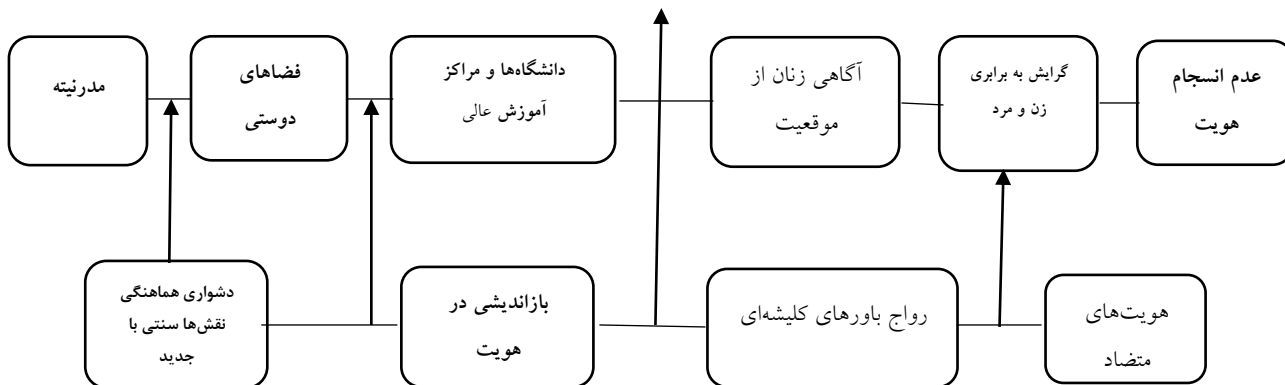 عدم انسجام
هویت
گرایش به برابری
زن و مرد
آگاهی زنان از
موقعیت
دانشگاه‌ها و مراکز
آموزش عالی
فضاهای
دوستی
مدرنیته
هویت‌های
متضاد
رواج باورهای کلیشه‌ای
بازاندیشی در
هویت
دشواری هماهنگی
نقش‌ها سنتی با
جدید